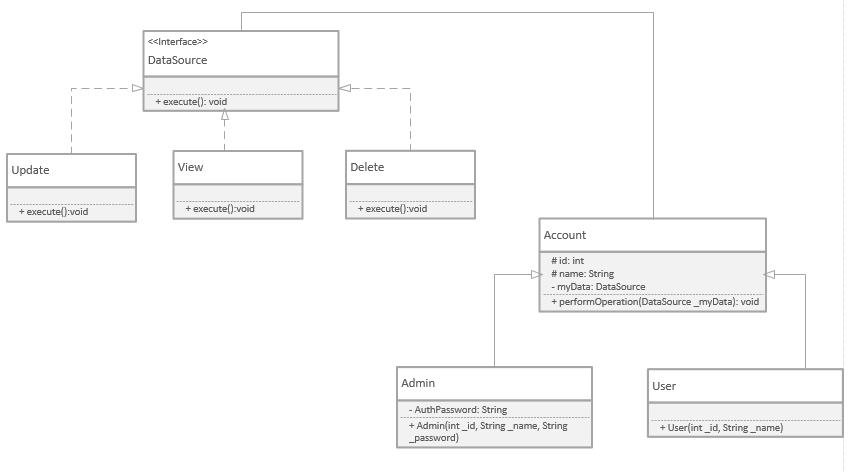 <<Interface>>
DataSource
+ execute(): void
Update
+ execute():void
View
+ execute():void
Delete
+ execute():void
Account
# id: int
# name: String
- myData: DataSource
+ performOperation(DataSource _myData): void
Admin
- AuthPassword: String
+ Admin(int _id, String _name, String
_password)
User
+ User(int _id, String _name)